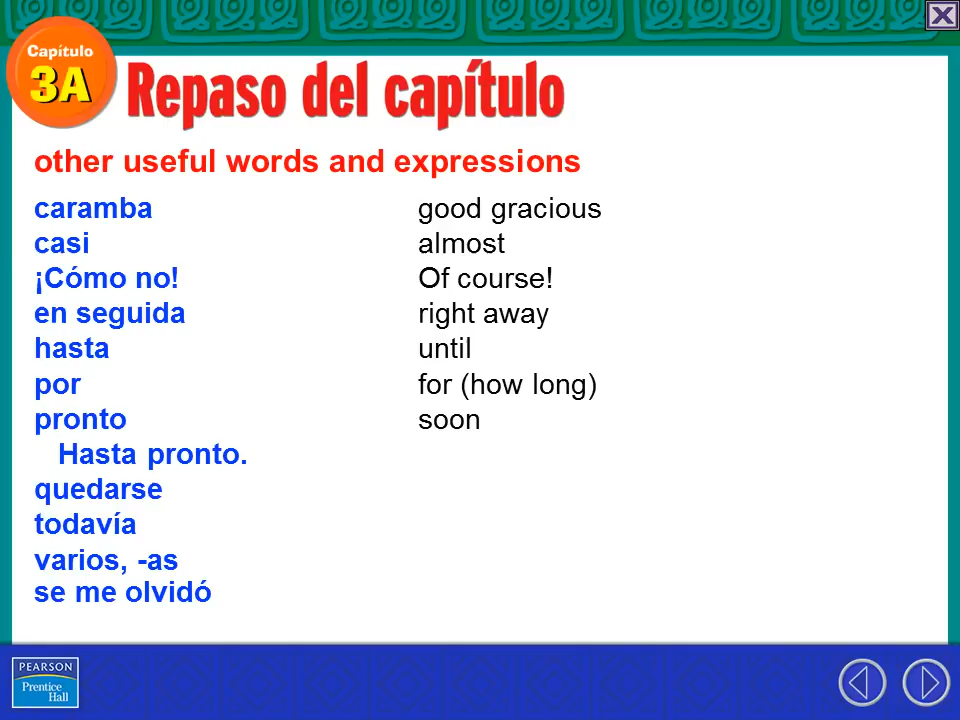 Capítulo
3A
Repaso del capítulo
other useful words and expressions
caramba good gracious
casi almost
¡Cómo no! Of course!
en seguida right away
hasta until
por for (how long)
pronto soon
Hasta pronto.
quedarse
todavía
varios, -as
se me olvidó
PEARSON
Prentice
Hall